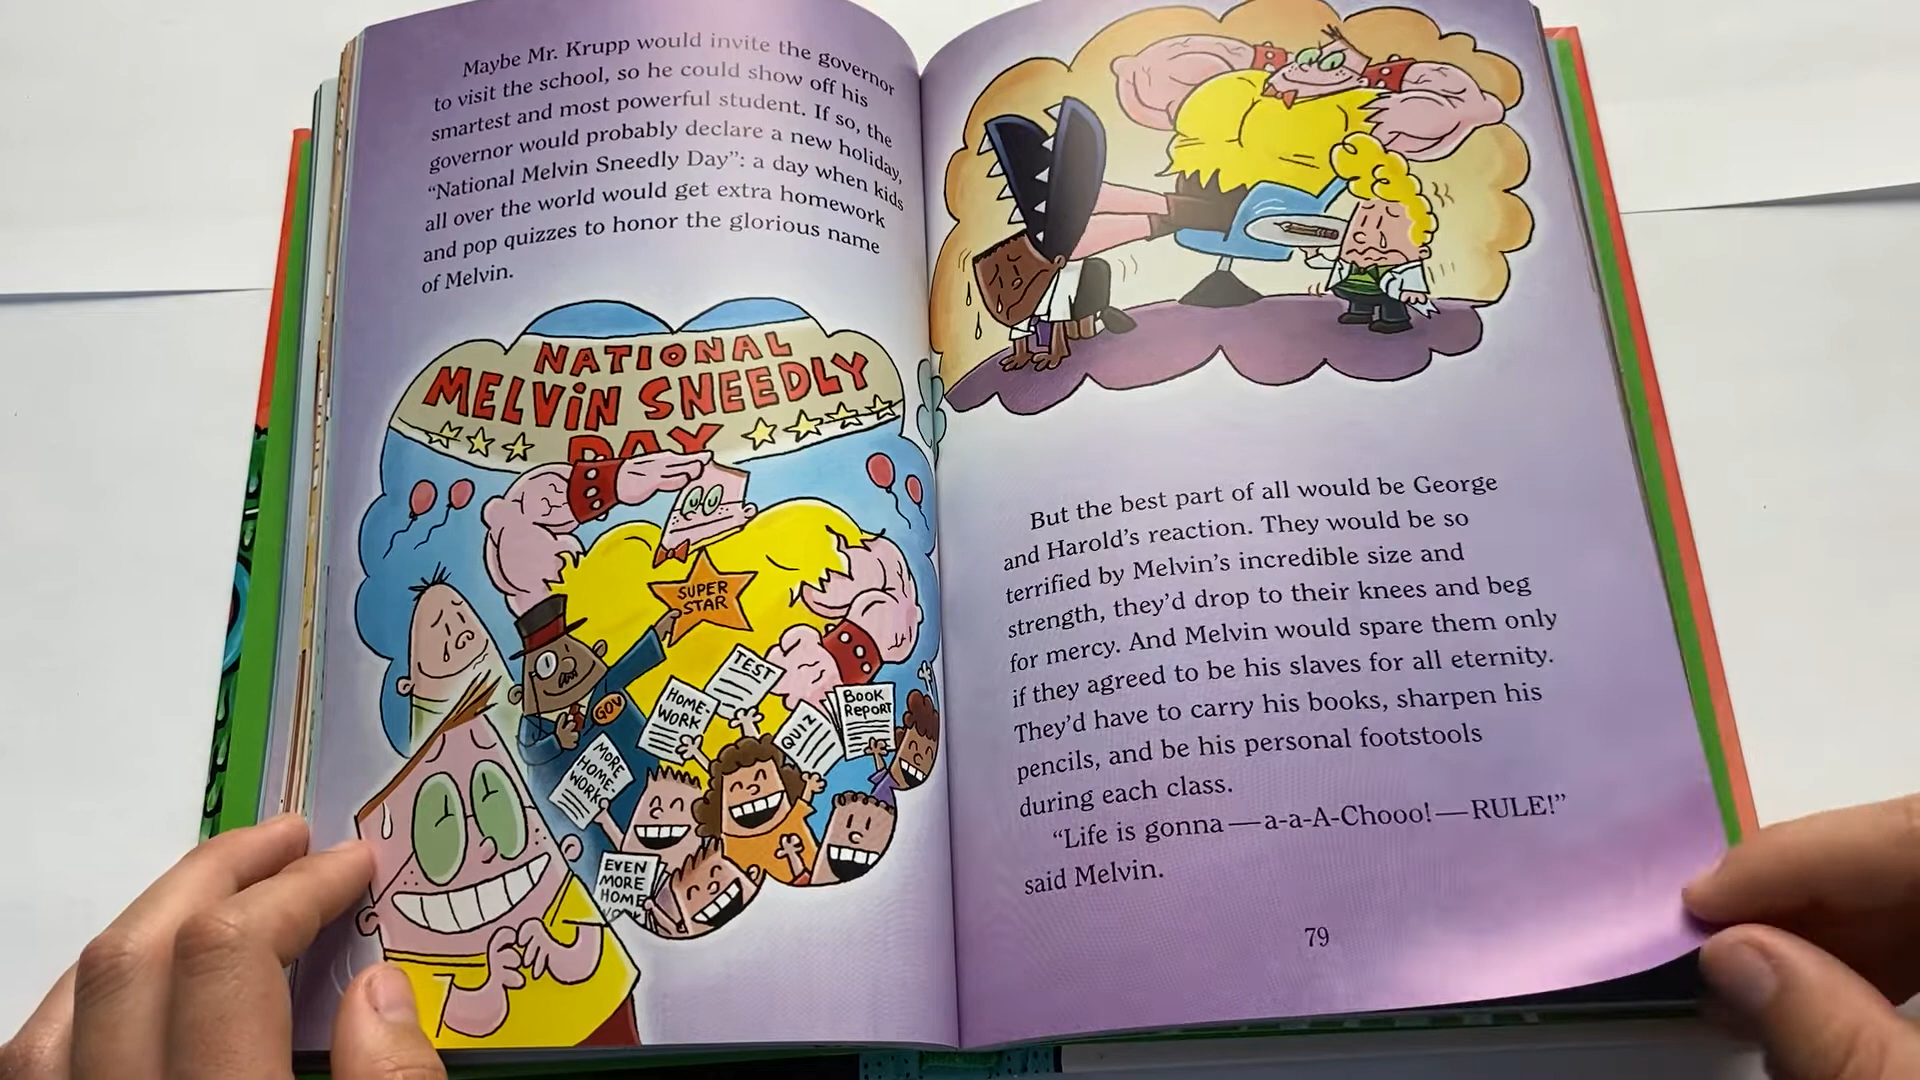 Maybe Mr. Krupp would invite the governor
to visit the school, so he could show off his
smartest and most powerful student. If so, the
governor would probably declare a new holiday,
“National Melvin Sneedly Day”: a day when kids
all over the world would get extra homework
and pop quizzes to honor the glorious name
of Melvin.
NATIONAL
MELViN SNEEDLY
DAY
SUPER
STAR
GOV
TEST
HOME-
WORK
QUIZ
BOOK
REPORT
MORE
HOME-
WORK
EVEN
MORE
HOME
WORK
But the best part of all would be George
and Harold’s reaction. They would be so
terrified by Melvin’s incredible size and
strength, they’d drop to their knees and beg
for mercy. And Melvin would spare them only
if they agreed to be his slaves for all eternity.
They’d have to carry his books, sharpen his
pencils, and be his personal footstools
during each class.
“Life is gonna — a-a-A-Chooo! — RULE!”
said Melvin.
79